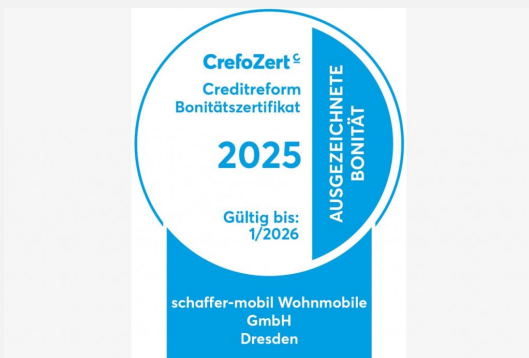 CrefoZert c
Creditreform
Bonitätszertifikat
2025
Gültig bis:
1/2026
AUSGEZEICHNETE
BONITÄT
schaffer-mobil Wohnmobile
GmbH
Dresden